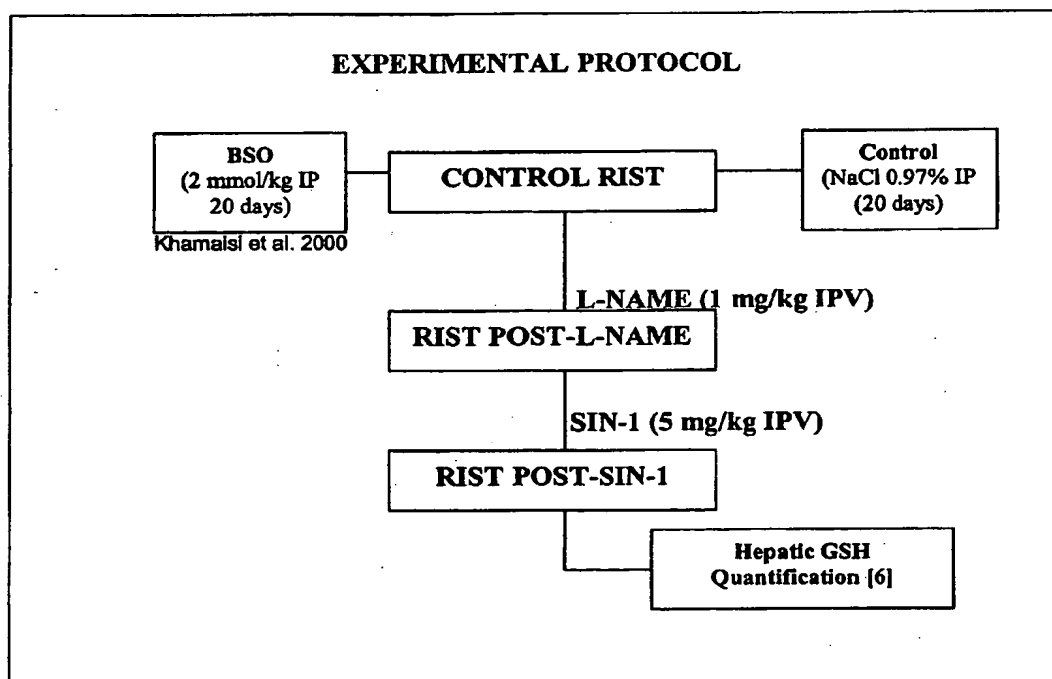 EXPERIMENTAL PROTOCOL
BSO
(2 mmol/kg IP
20 days)
Khamaisi et al. 2000
CONTROL RIST
Control
(NaCl 0.97% IP
(20 days)
L-NAME (1 mg/kg IPV)
RIST POST-L-NAME
SIN-1 (5 mg/kg IPV)
RIST POST-SIN-1
Hepatic GSH
Quantification [6]